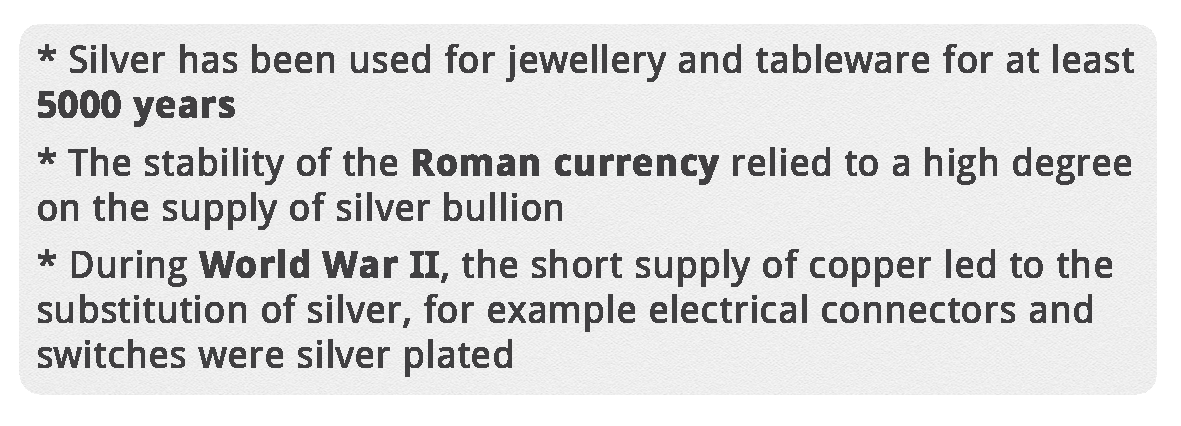 * Silver has been used for jewellery and tableware for at least
5000 years
* The stability of the Roman currency relied to a high degree
on the supply of silver bullion
* During World War II, the short supply of copper led to the
substitution of silver, for example electrical connectors and
switches were silver plated